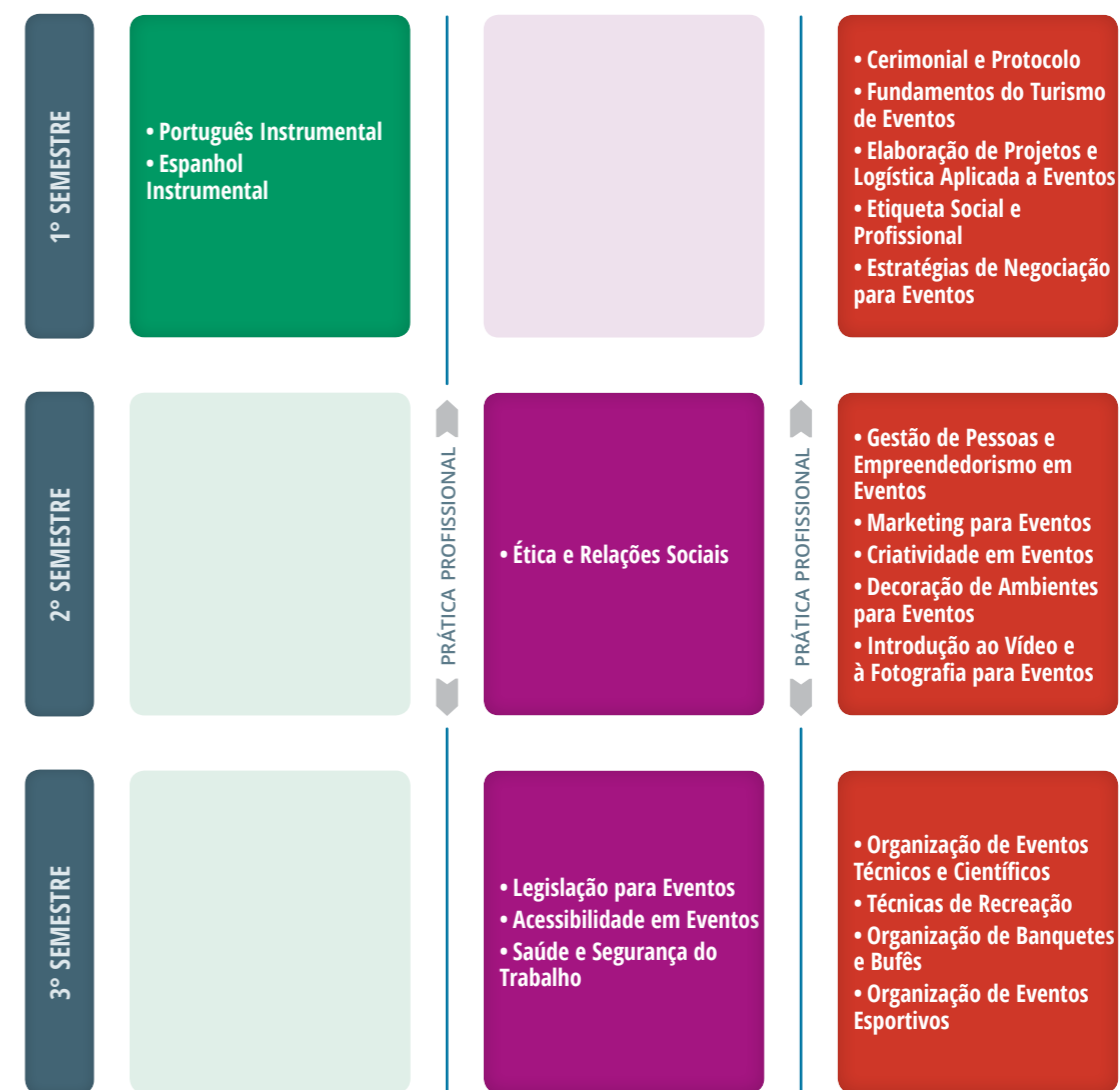 1º SEMESTRE
• Português Instrumental
• Espanhol
Instrumental
• Cerimonial e Protocolo
• Fundamentos do Turismo
de Eventos
• Elaboração de Projetos e
Logística Aplicada a Eventos
• Etiqueta Social e
Profissional
• Estratégias de Negociação
para Eventos
2º SEMESTRE
PRÁTICA PROFISSIONAL
• Ética e Relações Sociais
PRÁTICA PROFISSIONAL
• Gestão de Pessoas e
Empreendedorismo em
Eventos
• Marketing para Eventos
• Criatividade em Eventos
• Decoração de Ambientes
para Eventos
• Introdução ao Vídeo e
à Fotografia para Eventos
3º SEMESTRE
• Legislação para Eventos
• Acessibilidade em Eventos
• Saúde e Segurança do
Trabalho
• Organização de Eventos
Técnicos e Científicos
• Técnicas de Recreação
• Organização de Banquetes
e Bufês
• Organização de Eventos
Esportivos